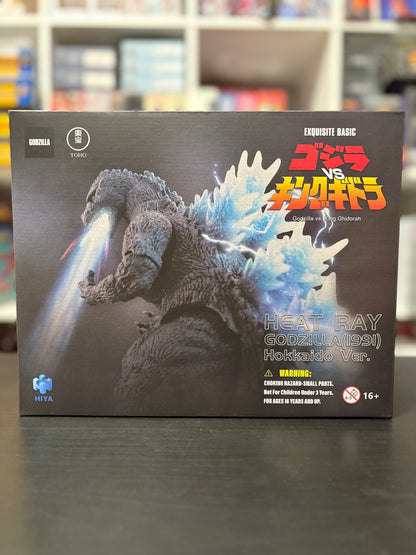 GODZILLA
東宝
TOHO
EXQUISITE BASIC
ゴジラ
VS
キングギドラ
Godzilla vs. King Ghidorah
HEAT RAY
GODZILLA(1991)
Hokkaido Ver.
WARNING:
CHOKING HAZARD-SMALL PARTS.
Not For Children Under 3 Years.
FOR AGES 16 YEARS AND UP.
16+
HIYA